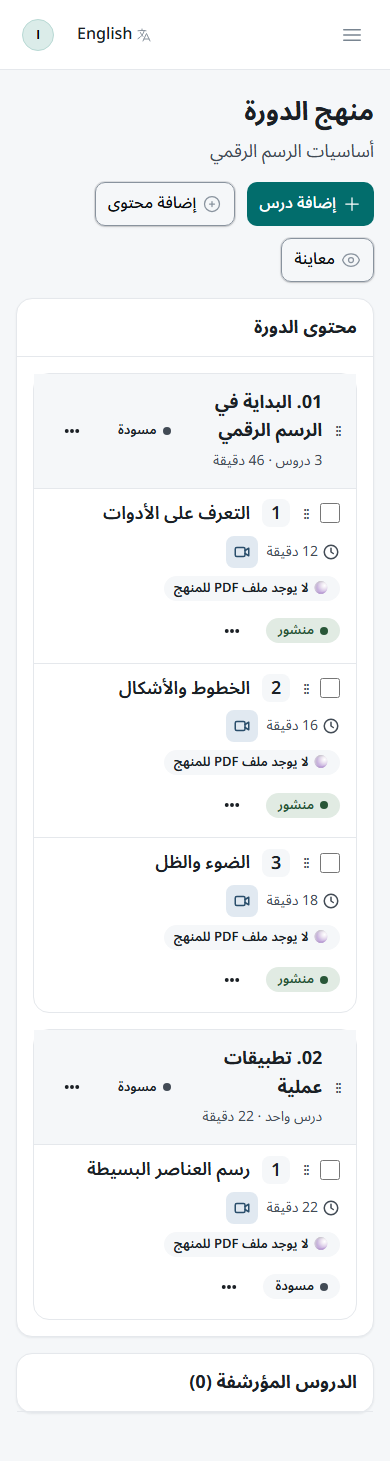 English
ا
منهج الدورة
أساسيات الرسم الرقمي
إضافة درس
إضافة محتوى
معاينة
محتوى الدورة
01. البداية في
الرسم الرقمي
مسودة
3 دروس · 46 دقيقة
1
التعرف على الأدوات
12 دقيقة
لا يوجد ملف PDF للمنهج
منشور
2
الخطوط والأشكال
16 دقيقة
لا يوجد ملف PDF للمنهج
منشور
3
الضوء والظل
18 دقيقة
لا يوجد ملف PDF للمنهج
منشور
02. تطبيقات
عملية
مسودة
درس واحد · 22 دقيقة
1
رسم العناصر البسيطة
22 دقيقة
لا يوجد ملف PDF للمنهج
مسودة
الدروس المؤرشفة (0)